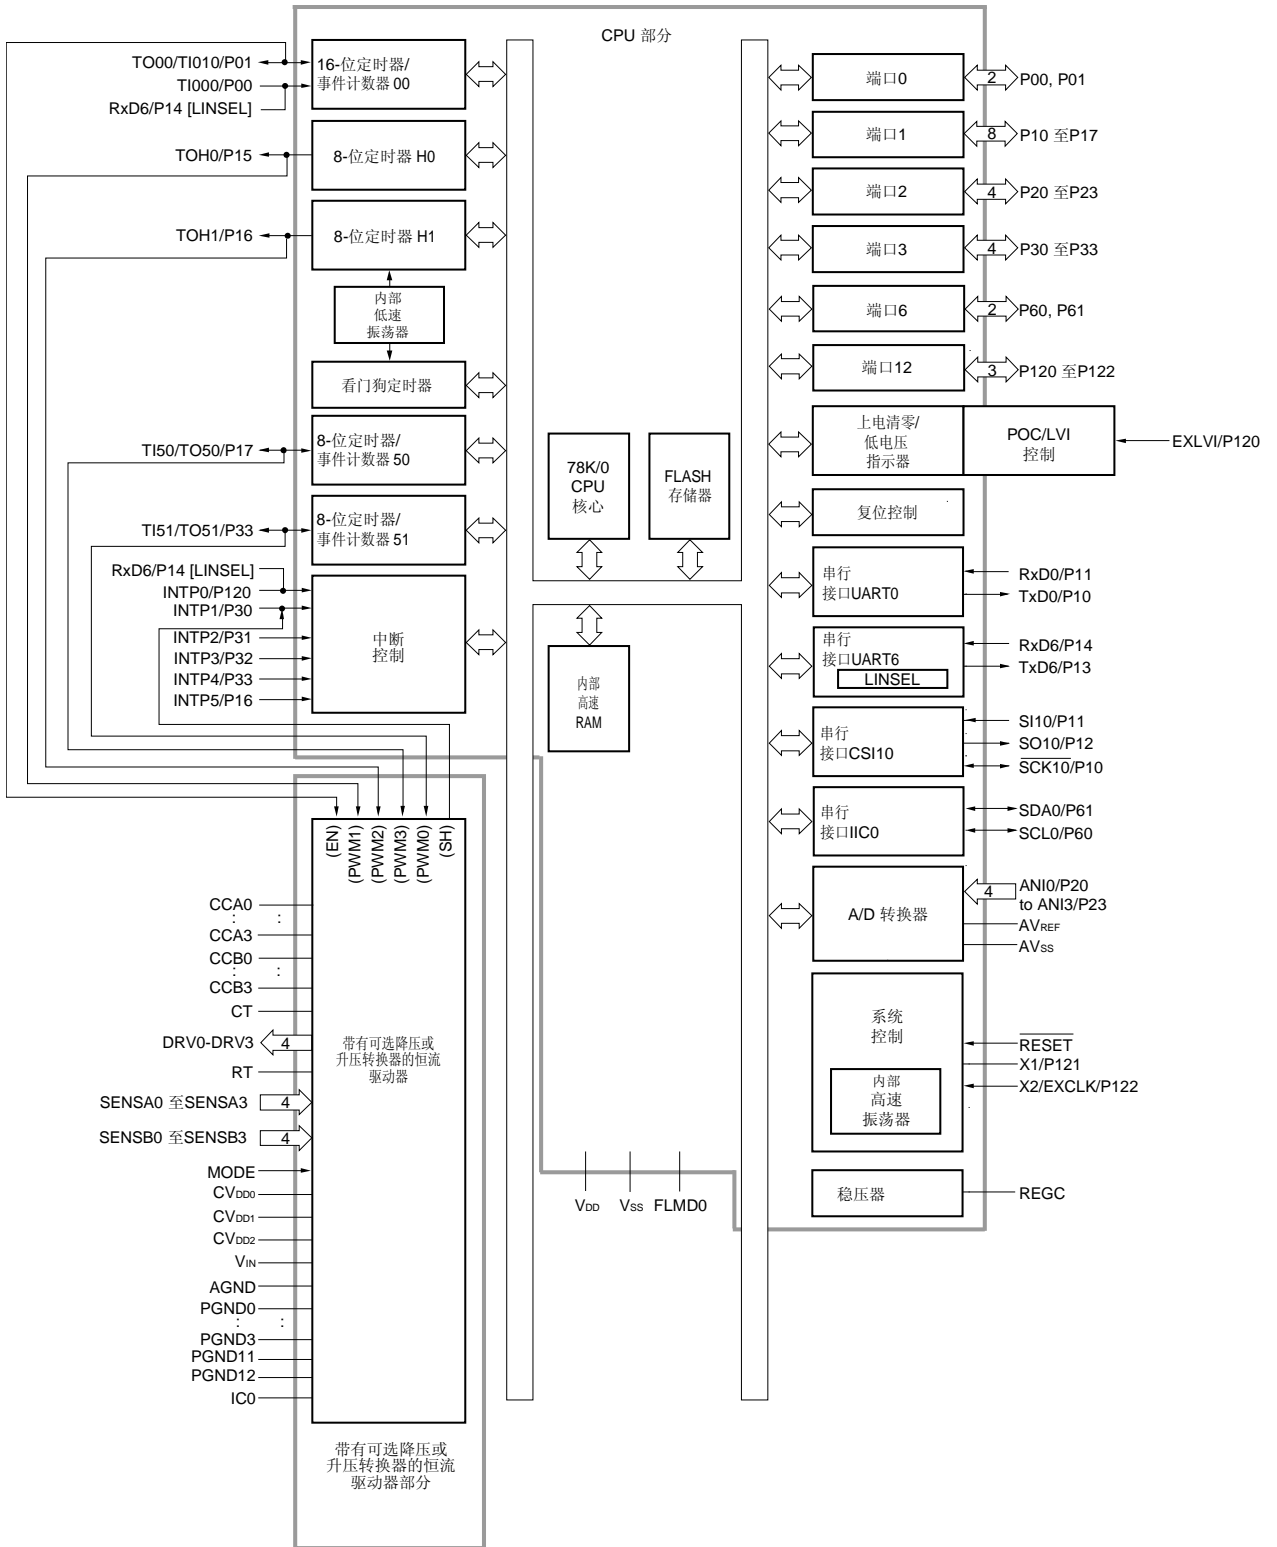 CPU 部分
TO00/TI010/P01
TI000/P00
RxD6/P14 [LINSEL]
16-位定时器/
事件计数器 00
TOH0/P15
8-位定时器 H0
TOH1/P16
8-位定时器 H1
内部
低速
振荡器
看门狗定时器
TI50/TO50/P17
8-位定时器/
事件计数器 50
TI51/TO51/P33
8-位定时器/
事件计数器 51
RxD6/P14 [LINSEL]
INTP0/P120
INTP1/P30
INTP2/P31
INTP3/P32
INTP4/P33
INTP5/P16
中断
控制
78K/0
CPU
核心
FLASH
存储器
内部
高速
RAM
端口0
2
P00, P01
端口1
8
P10 至P17
端口2
4
P20 至P23
端口3
4
P30 至P33
端口6
2
P60, P61
端口12
3
P120 至P122
上电清零/
低电压
指示器
POC/LVI
控制
EXLVI/P120
复位控制
串行
接口UART0
RxD0/P11
TxD0/P10
串行
接口UART6
LINSEL
RxD6/P14
TxD6/P13
串行
接口CSI10
SI10/P11
SO10/P12
SCK10/P10
串行
接口IIC0
SDA0/P61
SCL0/P60
A/D 转换器
4
ANI0/P20
to ANI3/P23
AVREF
AVSS
系统
控制
内部
高速
振荡器
RESET
X1/P121
X2/EXCLK/P122
稳压器
REGC
VDD
VSS
FLMD0
(EN)
(PWM1)
(PWM2)
(PWM3)
(PWM0)
(SH)
CCA0
: :
CCA3
CCB0
: :
CCB3
CT
DRV0-DRV3
4
RT
SENSA0 至SENSA3
4
SENSB0 至SENSB3
4
MODE
CVDD0
CVDD1
CVDD2
VIN
AGND
PGND0
: :
PGND3
PGND11
PGND12
IC0
带有可选降压或
升压转换器的恒流
驱动器
带有可选降压或
升压转换器的恒流
驱动器部分